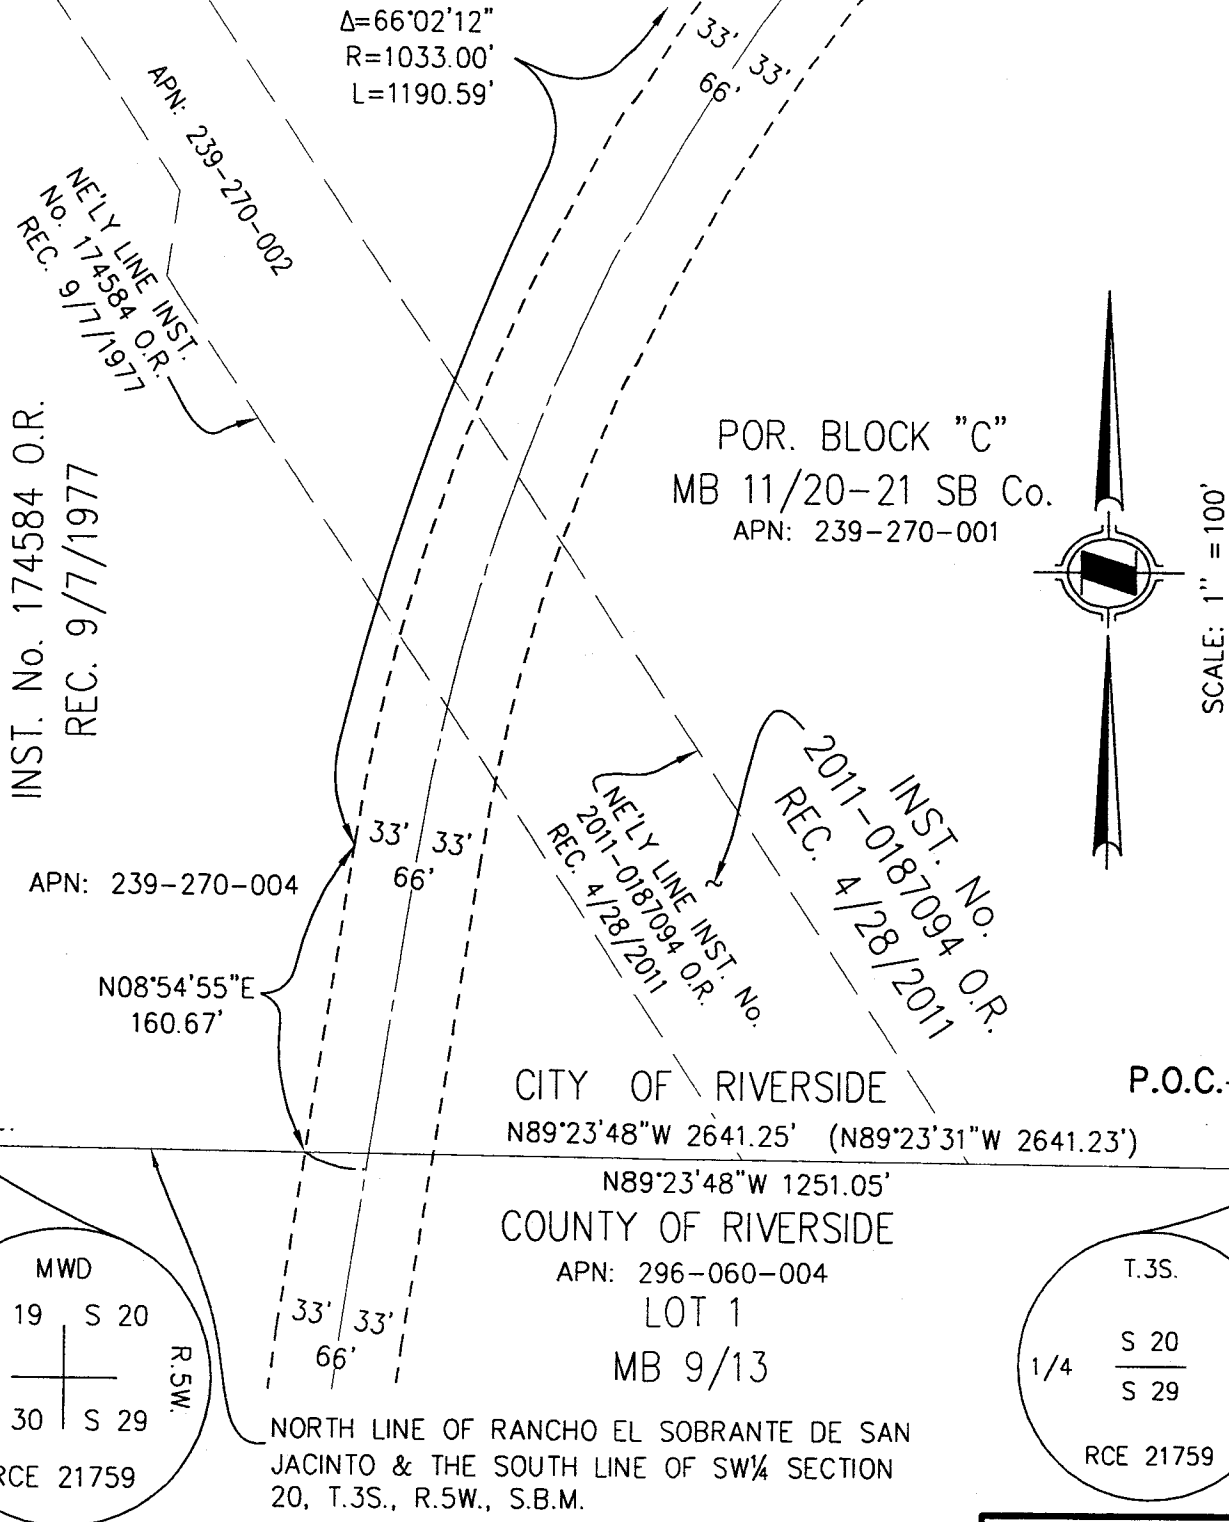 Δ=66°02'12"
R=1033.00'
L=1190.59'
33' 33'
66'
APN: 239-270-002
NE'LY LINE INST.
No. 174584 O.R.
REC. 9/7/1977
INST. No. 174584 O.R.
REC. 9/7/1977
POR. BLOCK "C"
MB 11/20-21 SB Co.
APN: 239-270-001
N
SCALE: 1" = 100'
INST. No.
2011-0187094 O.R.
REC. 4/28/2011
NE'LY LINE INST. No.
2011-0187094 O.R.
REC. 4/28/2011
33' 33'
66'
APN: 239-270-004
N08°54'55"E
160.67'
CITY OF RIVERSIDE
P.O.C.
N89°23'48"W 2641.25' (N89°23'31"W 2641.23')
N89°23'48"W 1251.05'
COUNTY OF RIVERSIDE
APN: 296-060-004
LOT 1
MB 9/13
33' 33'
66'
MWD
19 S 20
R.5W.
30 S 29
RCE 21759
T.3S.
S 20
1/4
S 29
RCE 21759
NORTH LINE OF RANCHO EL SOBRANTE DE SAN
JACINTO & THE SOUTH LINE OF SW¼ SECTION
20, T.3S., R.5W., S.B.M.